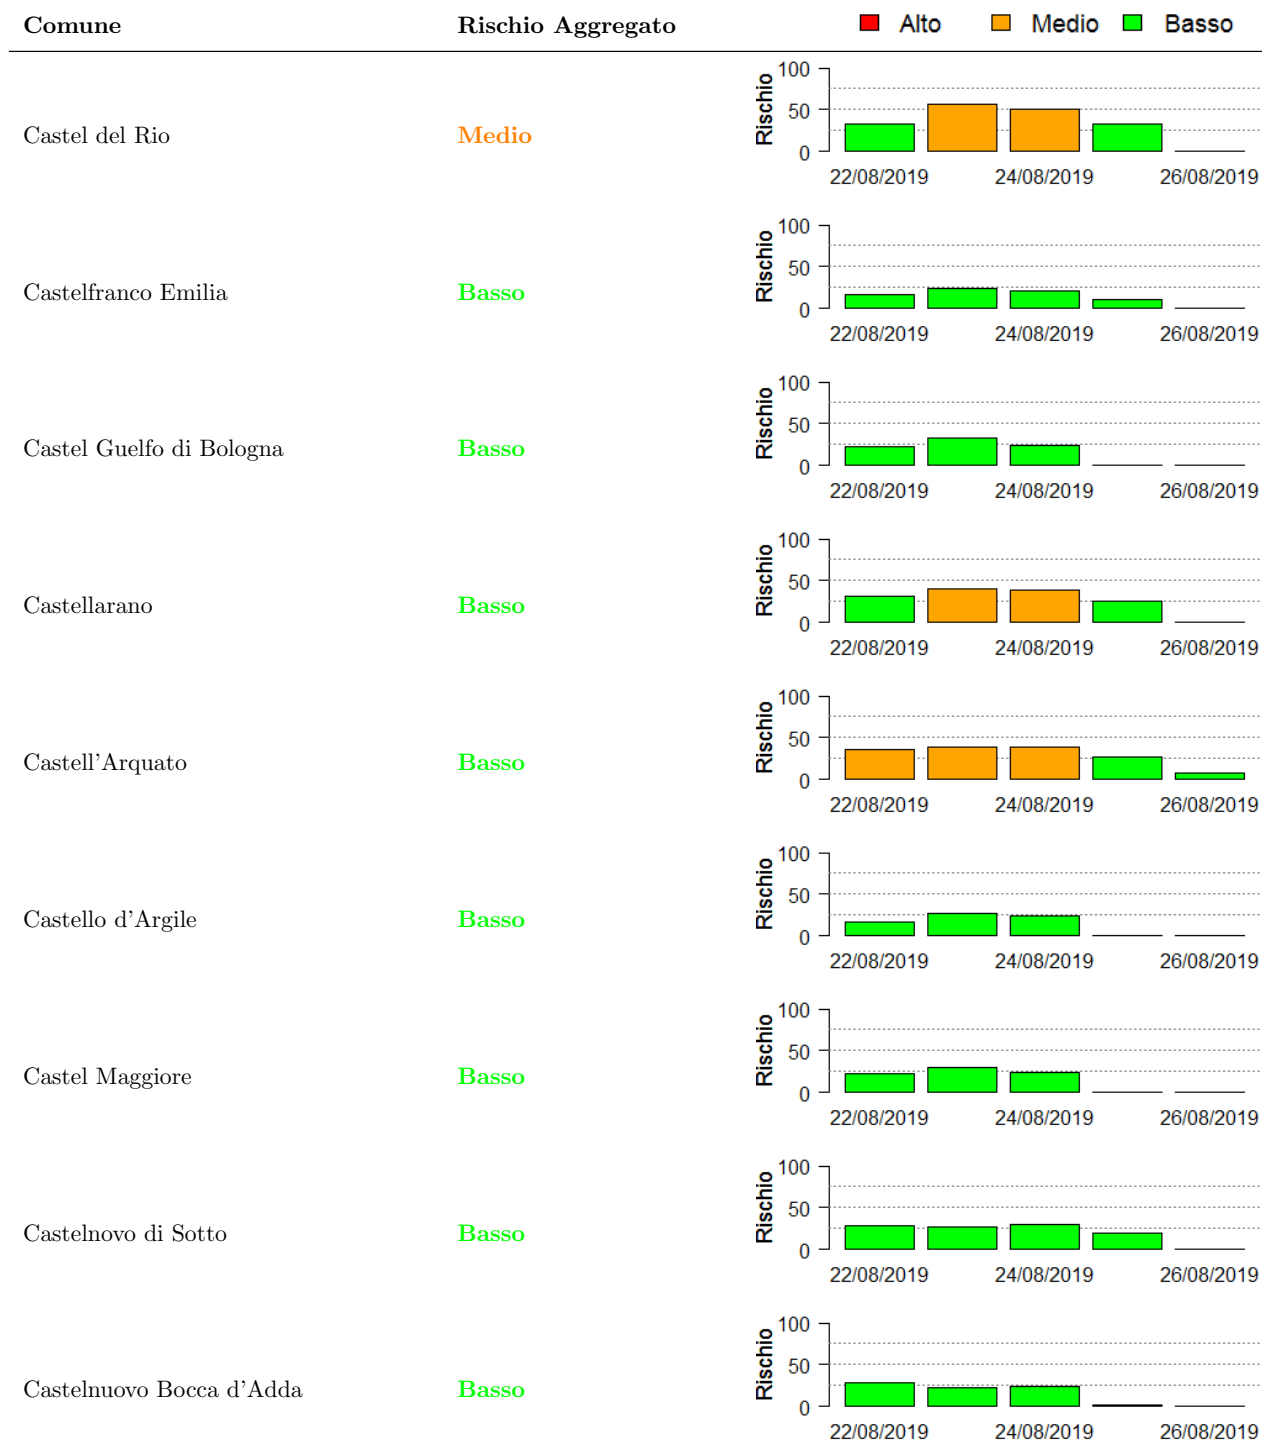 Comune Rischio Aggregato Alto Medio Basso
100
50
0
Rischio
Castel del Rio Medio
22/08/2019 24/08/2019 26/08/2019
100
50
0
Rischio
Castelfranco Emilia Basso
22/08/2019 24/08/2019 26/08/2019
100
50
0
Rischio
Castel Guelfo di Bologna Basso
22/08/2019 24/08/2019 26/08/2019
100
50
0
Rischio
Castellarano Basso
22/08/2019 24/08/2019 26/08/2019
100
50
0
Rischio
Castell'Arquato Basso
22/08/2019 24/08/2019 26/08/2019
100
50
0
Rischio
Castello d'Argile Basso
22/08/2019 24/08/2019 26/08/2019
100
50
0
Rischio
Castel Maggiore Basso
22/08/2019 24/08/2019 26/08/2019
100
50
0
Rischio
Castelnovo di Sotto Basso
22/08/2019 24/08/2019 26/08/2019
100
50
0
Rischio
Castelnuovo Bocca d'Adda Basso
22/08/2019 24/08/2019 26/08/2019